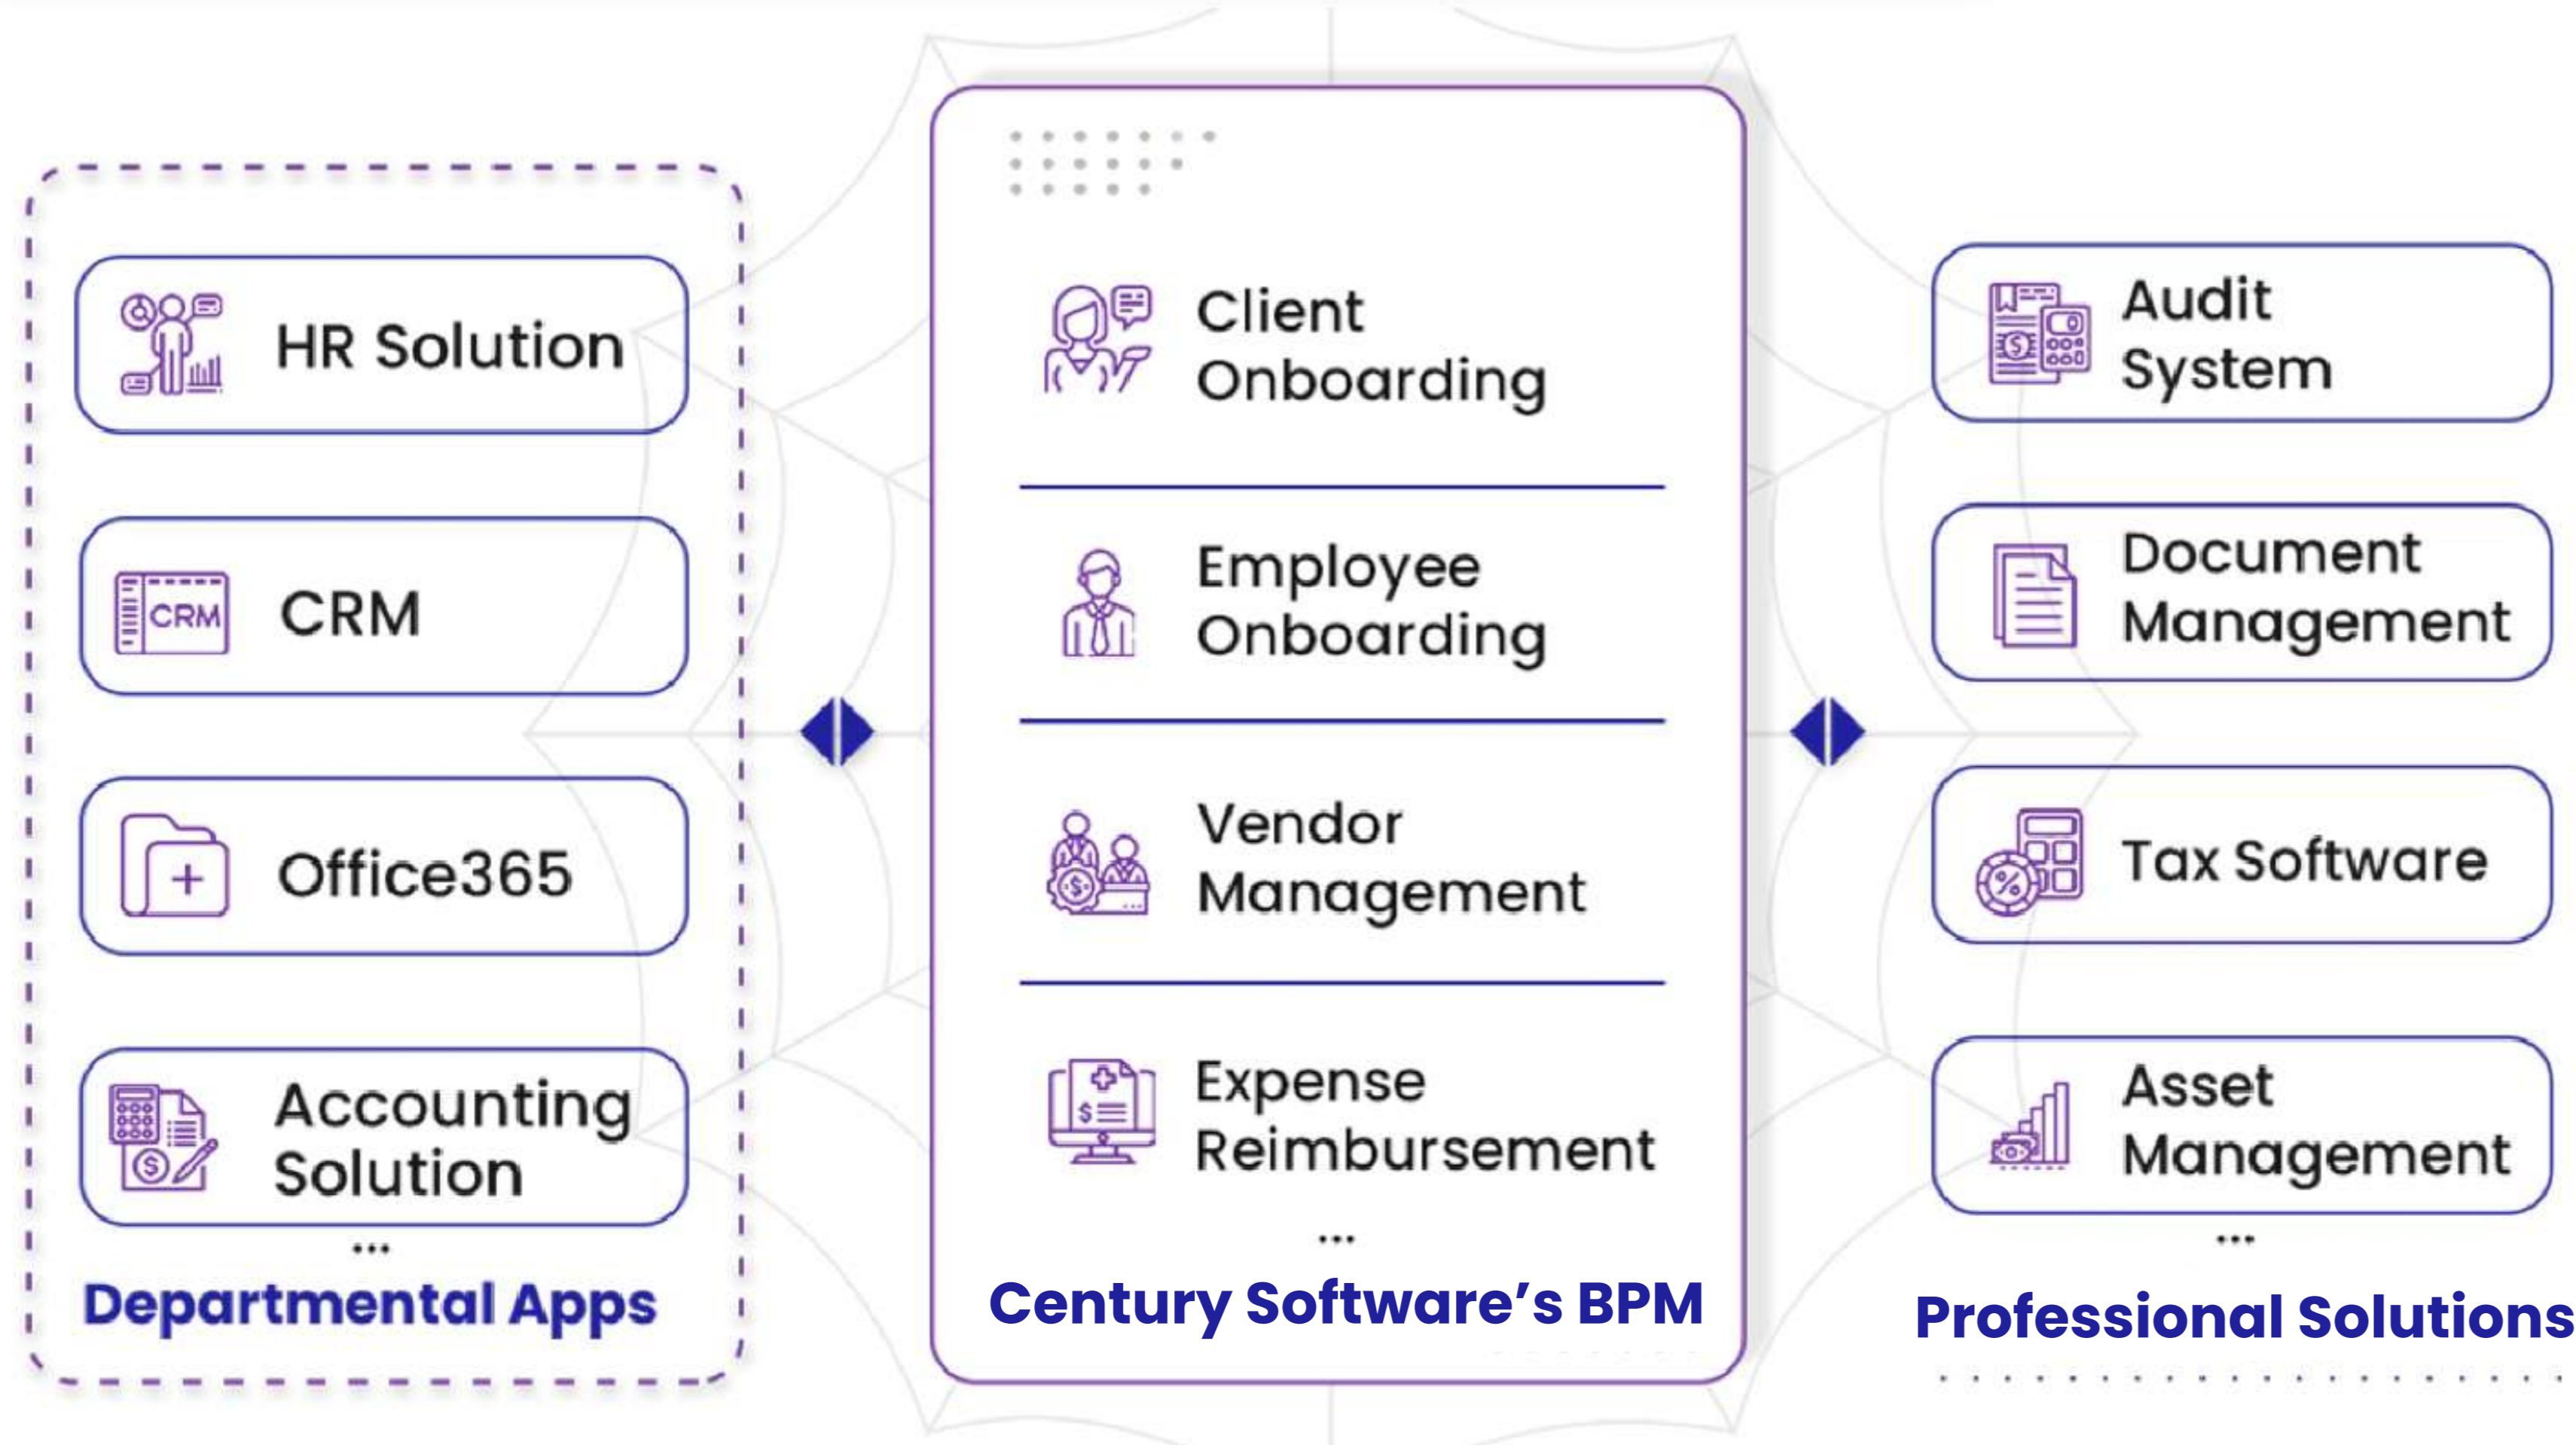 HR Solution
CRM
CRM
Office365
Accounting
Solution
...
Departmental Apps
Client
Onboarding
Employee
Onboarding
Vendor
Management
Expense
Reimbursement
...
Century Software’s BPM
Audit
System
Document
Management
Tax Software
Asset
Management
...
Professional Solutions